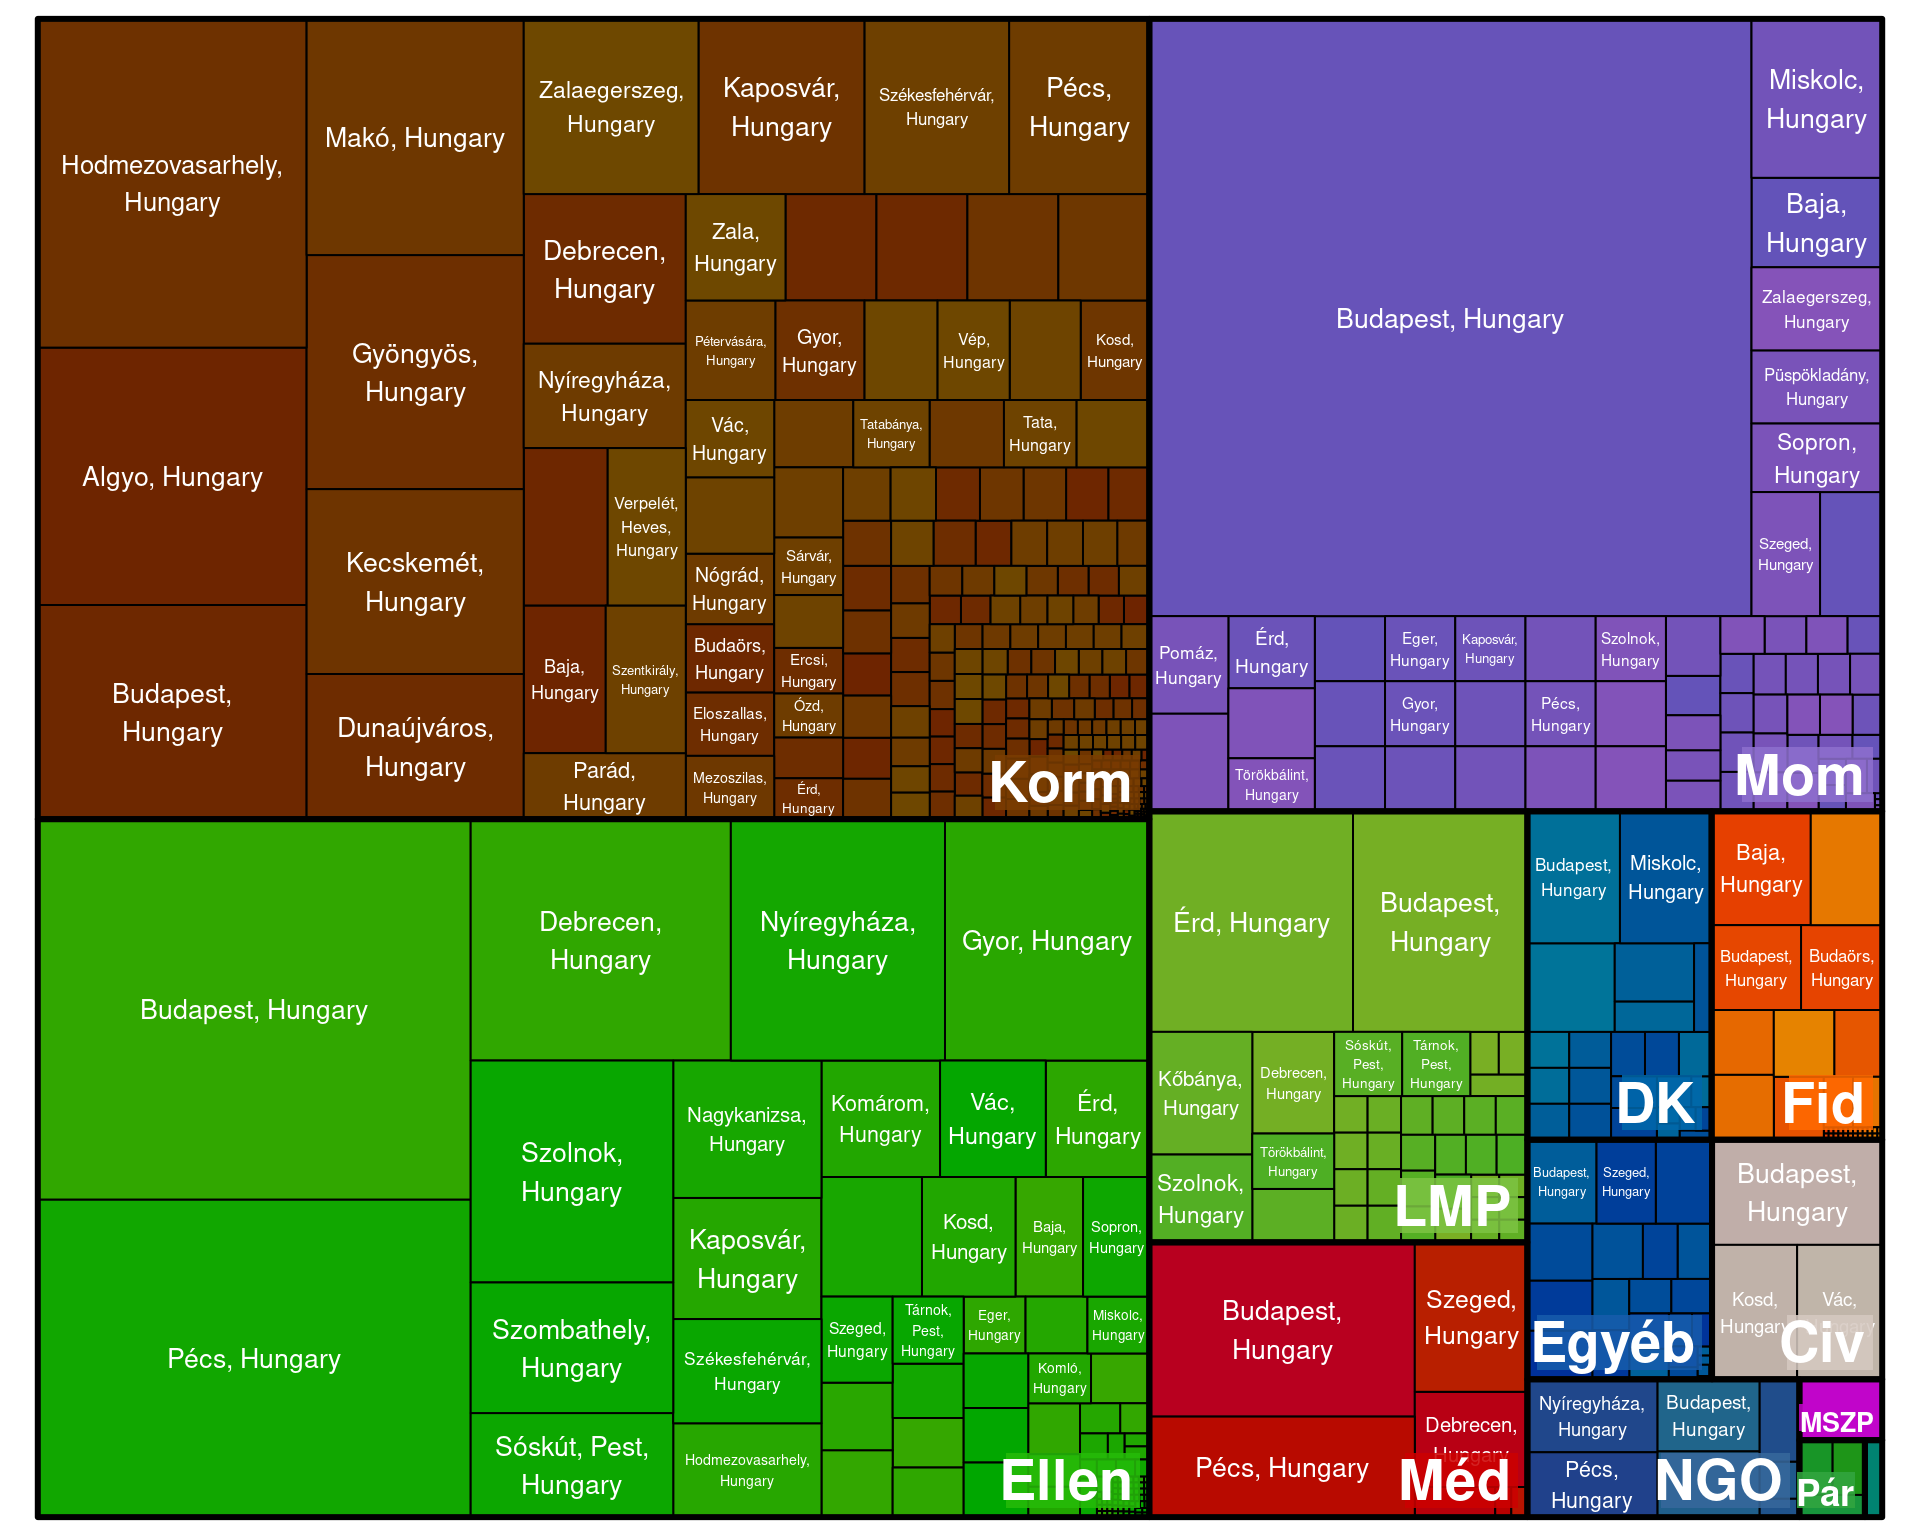 Hodmezovasarhely,
Hungary
Algyo, Hungary
Budapest,
Hungary
Makó, Hungary
Gyöngyös,
Hungary
Kecskemét,
Hungary
Dunaújváros,
Hungary
Zalaegerszeg,
Hungary
Kaposvár,
Hungary
Székesfehérvár,
Hungary
Pécs,
Hungary
Debrecen,
Hungary
Nyíregyháza,
Hungary
Verpelét,
Heves,
Hungary
Baja,
Hungary
Szentkirály,
Hungary
Parád,
Hungary
Zala,
Hungary
Pétervására,
Hungary
Gyor,
Hungary
Vép,
Hungary
Kosd,
Hungary
Vác,
Hungary
Tatabánya,
Hungary
Tata,
Hungary
Nógrád,
Hungary
Budaörs,
Hungary
Eloszallas,
Hungary
Mezoszilas,
Hungary
Sárvár,
Hungary
Ercsi,
Hungary
Ózd,
Hungary
Érd,
Hungary
Korm
Budapest, Hungary
Miskolc,
Hungary
Baja,
Hungary
Zalaegerszeg,
Hungary
Püspökladány,
Hungary
Sopron,
Hungary
Szeged,
Hungary
Pomáz,
Hungary
Érd,
Hungary
Törökbálint,
Hungary
Eger,
Hungary
Kaposvár,
Hungary
Szolnok,
Hungary
Gyor,
Hungary
Pécs,
Hungary
Mom
Budapest, Hungary
Pécs, Hungary
Debrecen,
Hungary
Nyíregyháza,
Hungary
Gyor, Hungary
Szolnok,
Hungary
Szombathely,
Hungary
Sóskút, Pest,
Hungary
Nagykanizsa,
Hungary
Kaposvár,
Hungary
Székesfehérvár,
Hungary
Hodmezovasarhely,
Hungary
Komárom,
Hungary
Vác,
Hungary
Érd,
Hungary
Kosd,
Hungary
Baja,
Hungary
Sopron,
Hungary
Szeged,
Hungary
Tárnok,
Pest,
Hungary
Eger,
Hungary
Miskolc,
Hungary
Komló,
Hungary
Ellen
Érd, Hungary
Budapest,
Hungary
Kőbánya,
Hungary
Szolnok,
Hungary
Debrecen,
Hungary
Törökbálint,
Hungary
Sóskút,
Pest,
Hungary
Tárnok,
Pest,
Hungary
LMP
Budapest,
Hungary
Pécs, Hungary
Szeged,
Hungary
Debrecen,
Hungary
Méd
Budapest,
Hungary
Miskolc,
Hungary
DK
Baja,
Hungary
Budapest,
Hungary
Budaörs,
Hungary
Fid
Budapest,
Hungary
Szeged,
Hungary
Egyéb
Budapest,
Hungary
Kosd,
Hungary
Vác,
Hungary
Civ
Nyíregyháza,
Hungary
Pécs,
Hungary
Budapest,
Hungary
NGO
MSZP
Pár